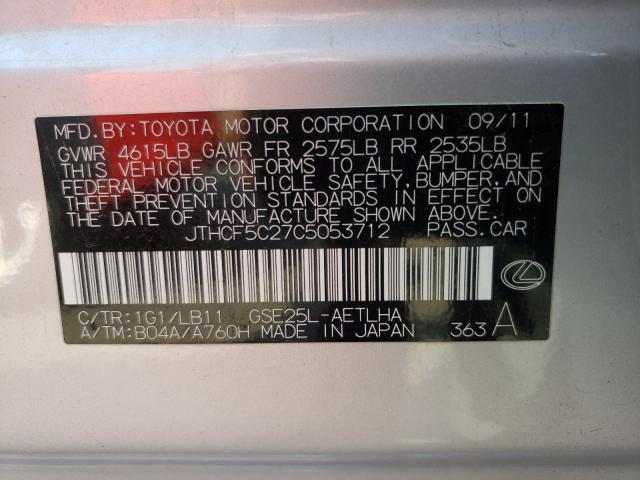 MFD. BY: TOYOTA MOTOR CORPORATION 09/11
GVWR 4615LB GAWR FR 2575LB RR 2535LB
THIS VEHICLE CONFORMS TO ALL APPLICABLE
FEDERAL MOTOR VEHICLE SAFETY, BUMPER, AND
THEFT PREVENTION STANDARDS IN EFFECT ON
THE DATE OF MANUFACTURE SHOWN ABOVE.
JTHCF5C27C5053712 PASS. CAR
C/TR: 1G1/LB11 GSE25L-AETLHA
A/TM: B04A/A760H MADE IN JAPAN 363 A